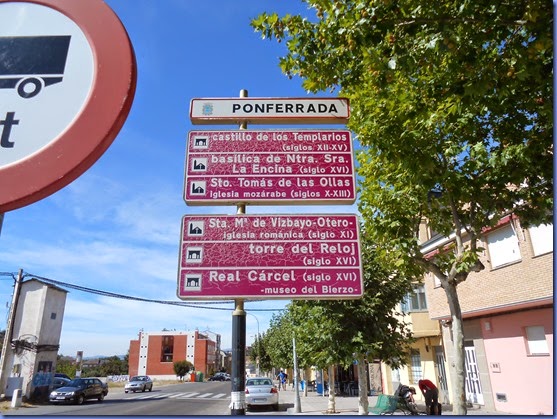 PONFERRADA
castillo de los Templarios
(siglos XII-XV)
basílica de Ntra. Sra.
La Encina (siglo XVI)
Sto. Tomás de las Ollas
iglesia mozárabe (siglos X-XIII)
Sta. Mª de Vizbayo-Otero-
iglesia románica (siglo XI)
torre del Reloj
(siglo XVI)
Real Cárcel (siglo XVI)
-museo del Bierzo-
t